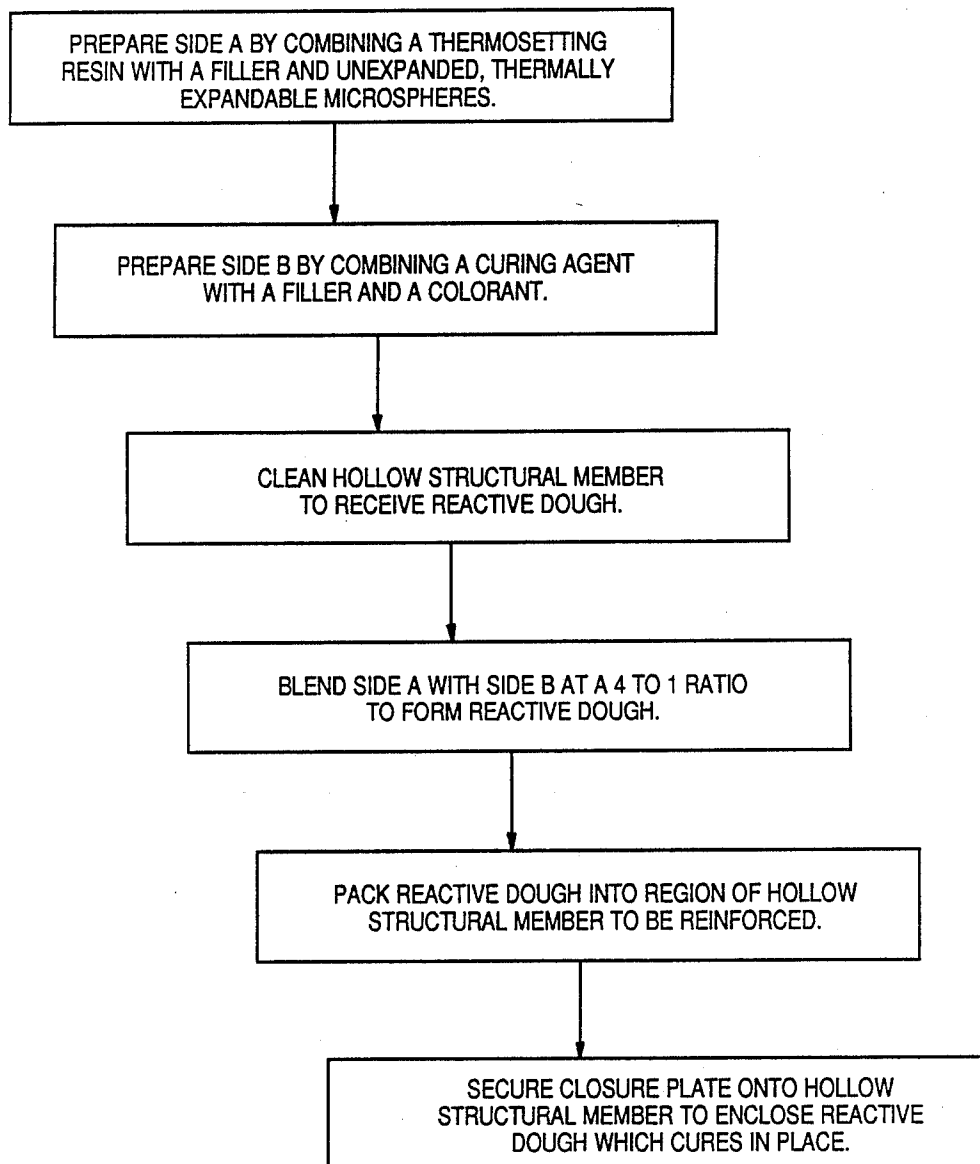 PREPARE SIDE A BY COMBINING A THERMOSETTING
RESIN WITH A FILLER AND UNEXPANDED, THERMALLY
EXPANDABLE MICROSPHERES.
PREPARE SIDE B BY COMBINING A CURING AGENT
WITH A FILLER AND A COLORANT.
CLEAN HOLLOW STRUCTURAL MEMBER
TO RECEIVE REACTIVE DOUGH.
BLEND SIDE A WITH SIDE B AT A 4 TO 1 RATIO
TO FORM REACTIVE DOUGH.
PACK REACTIVE DOUGH INTO REGION OF HOLLOW
STRUCTURAL MEMBER TO BE REINFORCED.
SECURE CLOSURE PLATE ONTO HOLLOW
STRUCTURAL MEMBER TO ENCLOSE REACTIVE
DOUGH WHICH CURES IN PLACE.